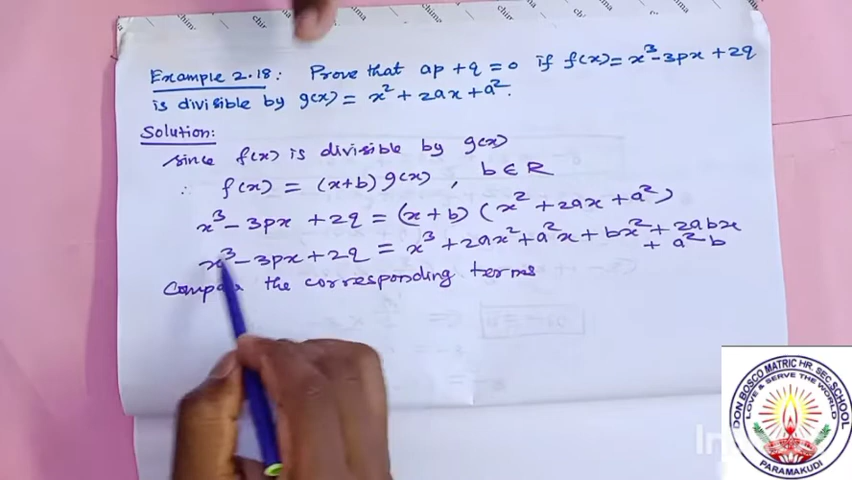 Example 2.18: Prove that ap + q = 0 if f(x) = x³ - 3px + 2q
is divisible by g(x) = x² + 2ax + a².
Solution:
since f(x) is divisible by g(x)
∴ f(x) = (x+b) g(x) , b ∈ R
x³ - 3px + 2q = (x+b) (x² + 2ax + a²)
x³ - 3px + 2q = x³ + 2ax² + a²x + bx² + 2abx
+ a²b
the corresponding terms
DON BOSCO MATRIC HR. SEC SCHOOL
LOVE & SERVE THE WORLD
PARAMAKUDI